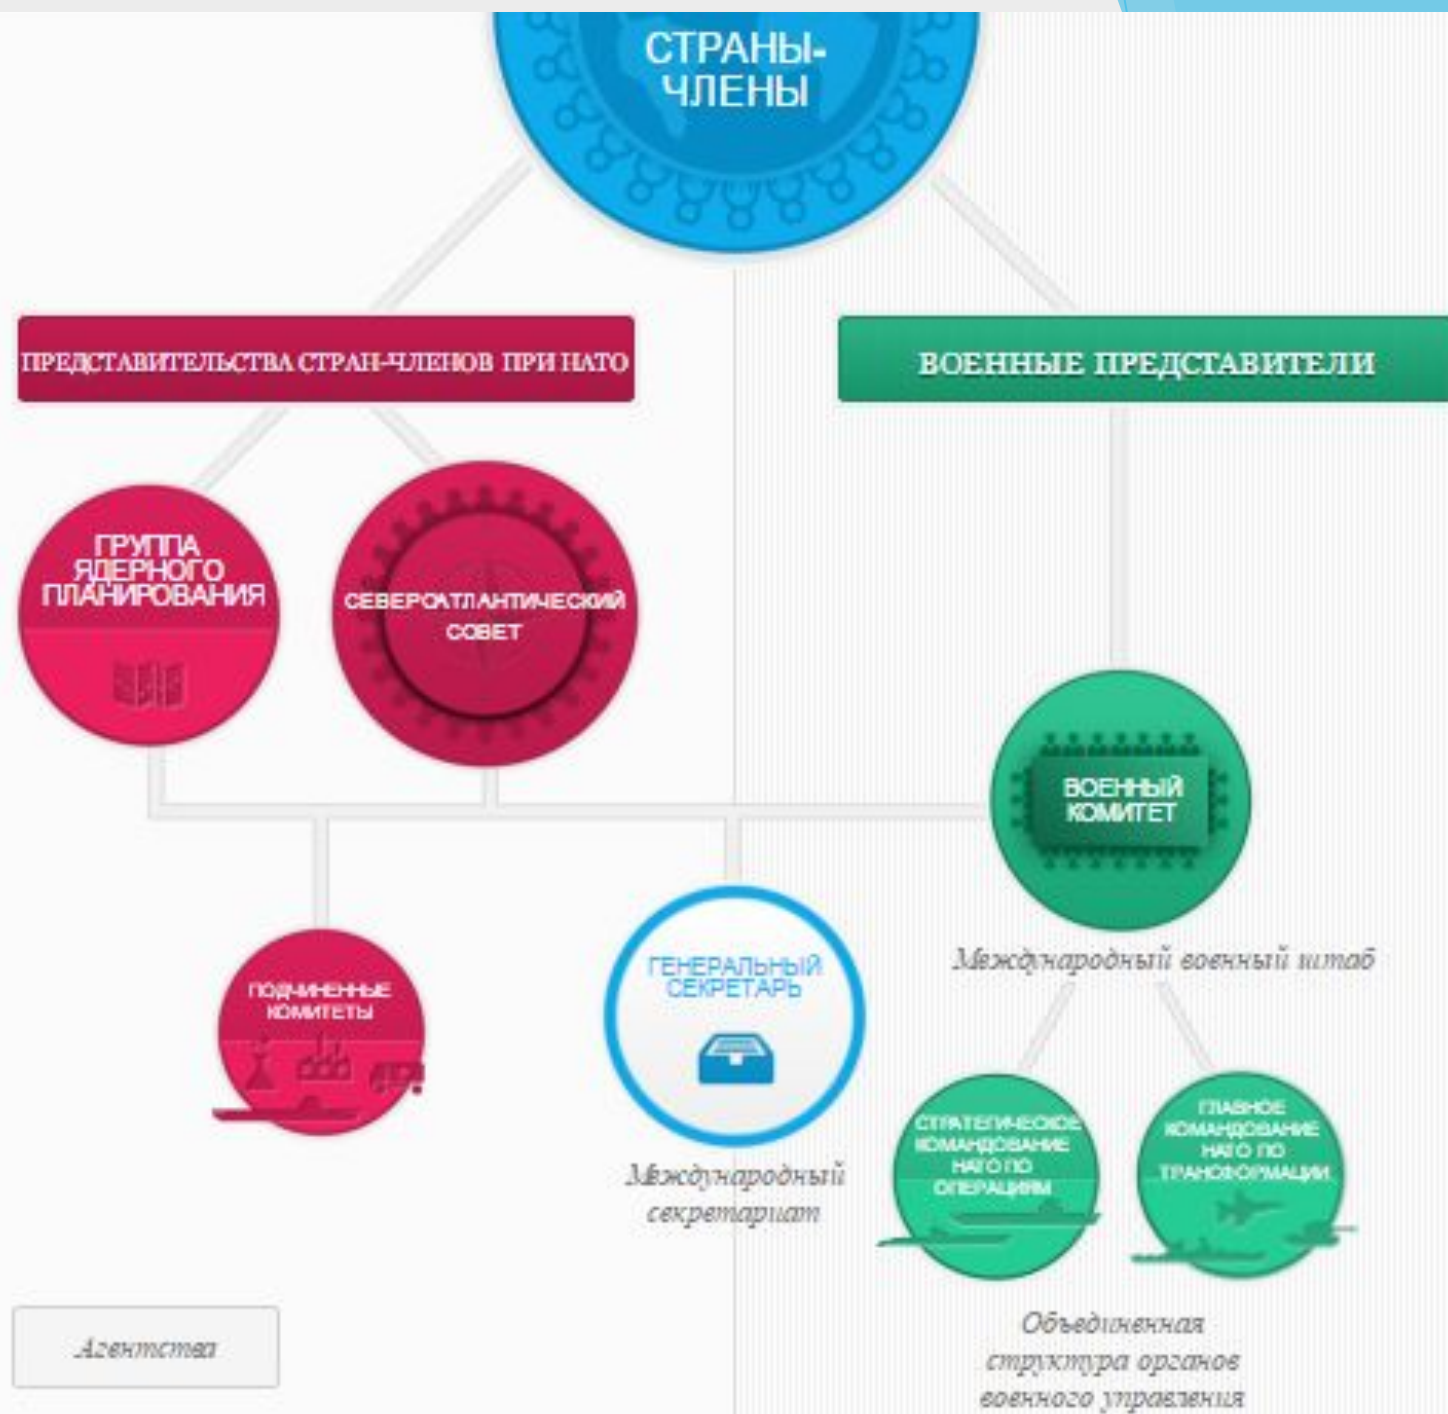 СТРАНЫ-
ЧЛЕНЫ
ПРЕДСТАВИТЕЛЬСТВА СТРАН-ЧЛЕНОВ ПРИ НАТО
ВОЕННЫЕ ПРЕДСТАВИТЕЛИ
ГРУППА
ЯДЕРНОГО
ПЛАНИРОВАНИЯ
СЕВЕРОАТЛАНТИЧЕСКИЙ
СОВЕТ
ВОЕННЫЙ
КОМИТЕТ
Международный военный штаб
ПОДЧИНЕННЫЕ
КОМИТЕТЫ
ГЕНЕРАЛЬНЫЙ
СЕКРЕТАРЬ
Международный
секретариат
СТРАТЕГИЧЕСКОЕ
КОМАНДОВАНИЕ
НАТО ПО
ОПЕРАЦИЯМ
ГЛАВНОЕ
КОМАНДОВАНИЕ
НАТО ПО
ТРАНСФОРМАЦИИ
Объединенная
структура органов
военного управления
Агентства